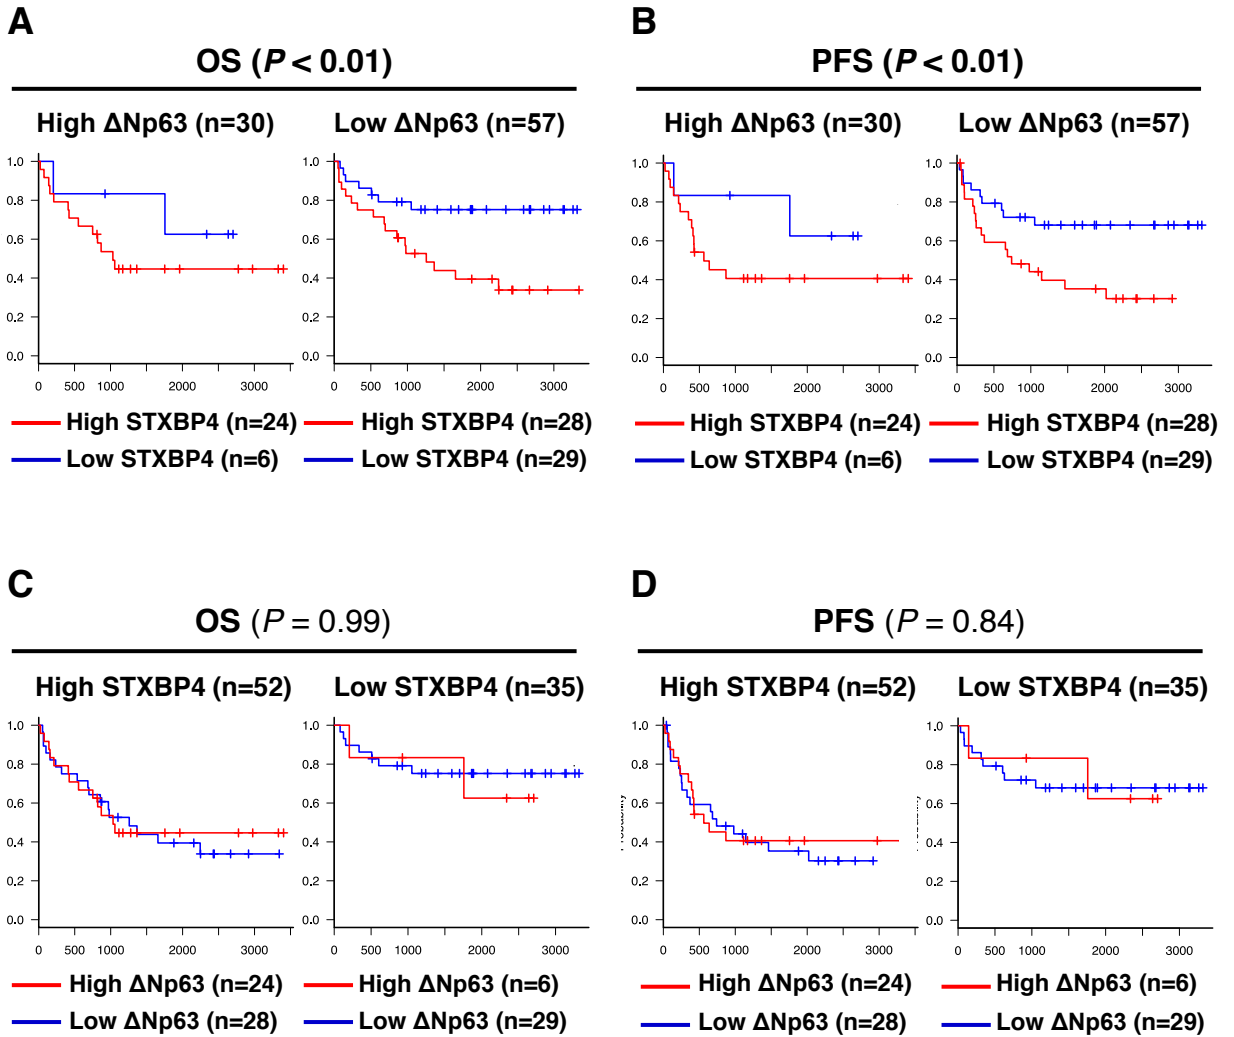 A
OS (P < 0.01)
High ΔNp63 (n=30)
Low ΔNp63 (n=57)
1.0
0.8
0.6
0.4
0.2
0.0
0
500
1000
2000
3000
1.0
0.8
0.6
0.4
0.2
0.0
0
500
1000
2000
3000
High STXBP4 (n=24)
Low STXBP4 (n=6)
High STXBP4 (n=28)
Low STXBP4 (n=29)
B
PFS (P < 0.01)
High ΔNp63 (n=30)
Low ΔNp63 (n=57)
1.0
0.8
0.6
0.4
0.2
0.0
0
500
1000
2000
3000
1.0
0.8
0.6
0.4
0.2
0.0
0
500
1000
2000
3000
High STXBP4 (n=24)
Low STXBP4 (n=6)
High STXBP4 (n=28)
Low STXBP4 (n=29)
C
OS (P = 0.99)
High STXBP4 (n=52)
Low STXBP4 (n=35)
1.0
0.8
0.6
0.4
0.2
0.0
0
500
1000
2000
3000
1.0
0.8
0.6
0.4
0.2
0.0
0
500
1000
2000
3000
High ΔNp63 (n=24)
Low ΔNp63 (n=28)
High ΔNp63 (n=6)
Low ΔNp63 (n=29)
D
PFS (P = 0.84)
High STXBP4 (n=52)
Low STXBP4 (n=35)
1.0
0.8
0.6
0.4
0.2
0.0
0
500
1000
2000
3000
1.0
0.8
0.6
0.4
0.2
0.0
0
500
1000
2000
3000
High ΔNp63 (n=24)
Low ΔNp63 (n=28)
High ΔNp63 (n=6)
Low ΔNp63 (n=29)